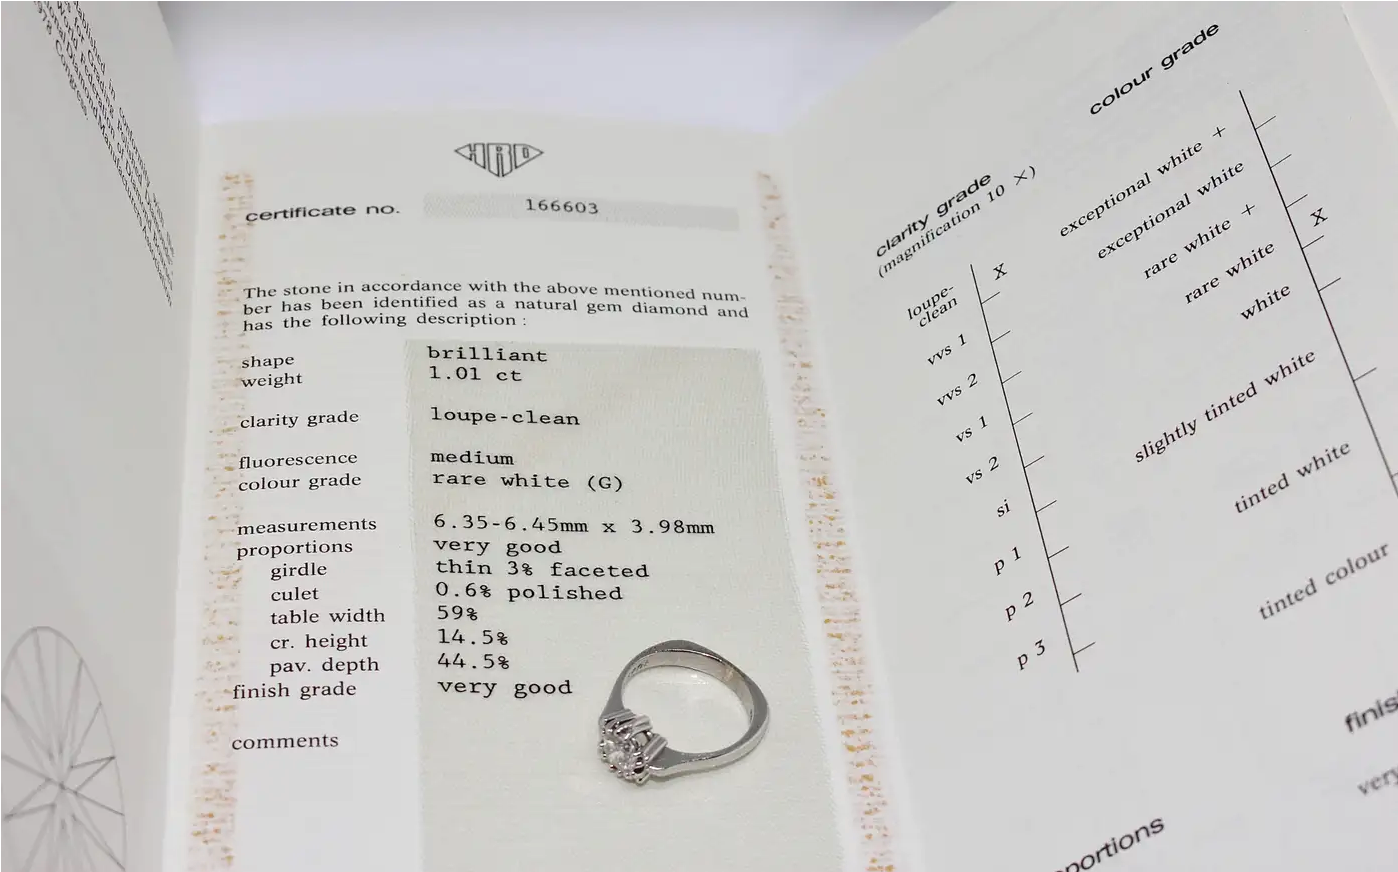 1978
HRD
certificate no. 166603
The stone in accordance with the above mentioned num-
ber has been identified as a natural gem diamond and
has the following description :
shape brilliant
weight 1.01 ct
clarity grade loupe-clean
fluorescence medium
colour grade rare white (G)
measurements 6.35-6.45mm x 3.98mm
proportions very good
girdle thin 3% faceted
culet 0.6% polished
table width 59%
cr. height 14.5%
pav. depth 44.5%
finish grade very good
comments
clarity grade
(magnification 10 ×)
loupe-
clean X
vvs 1
vvs 2
vs 1
vs 2
si
p 1
p 2
p 3
colour grade
exceptional white +
exceptional white
rare white +
rare white X
white
slightly tinted white
tinted white
tinted colour
finis
very
portions